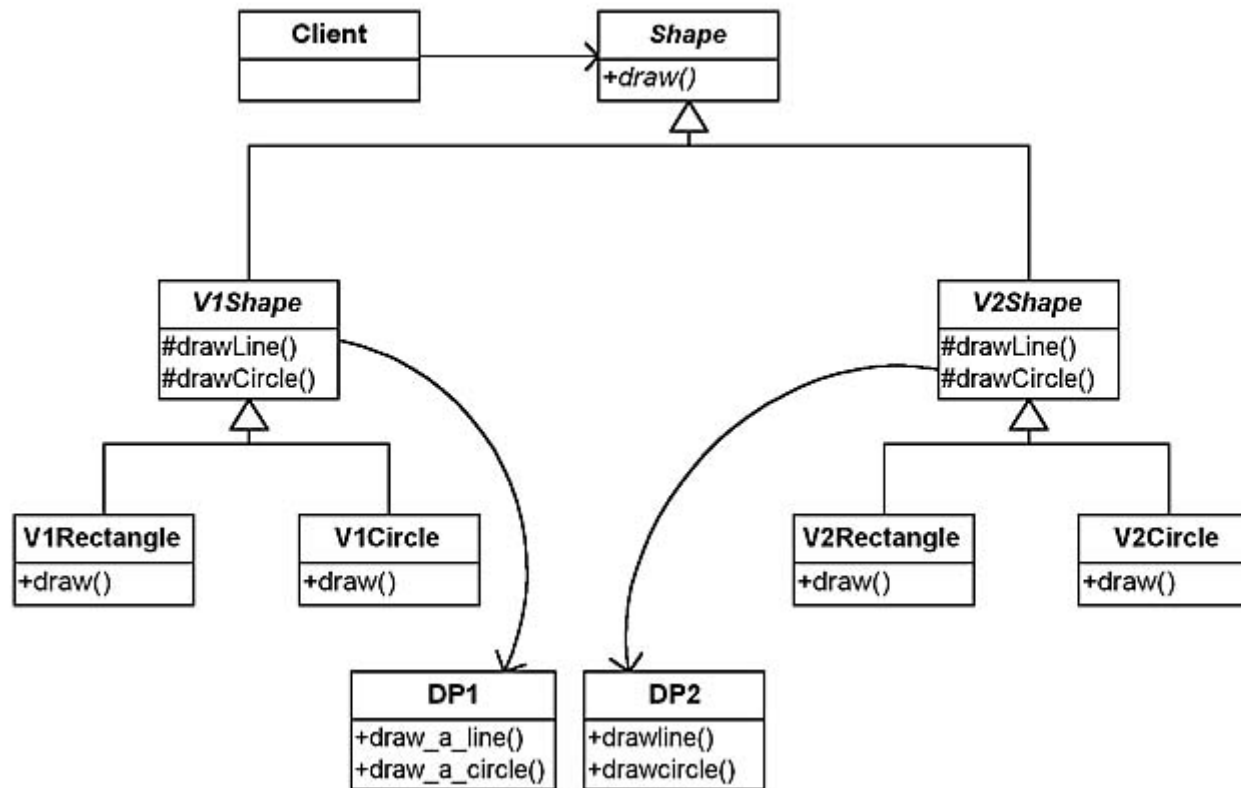 Client
Shape
+draw()
V1Shape
#drawLine()
#drawCircle()
V2Shape
#drawLine()
#drawCircle()
V1Rectangle
+draw()
V1Circle
+draw()
V2Rectangle
+draw()
V2Circle
+draw()
DP1
+draw_a_line()
+draw_a_circle()
DP2
+drawline()
+drawcircle()